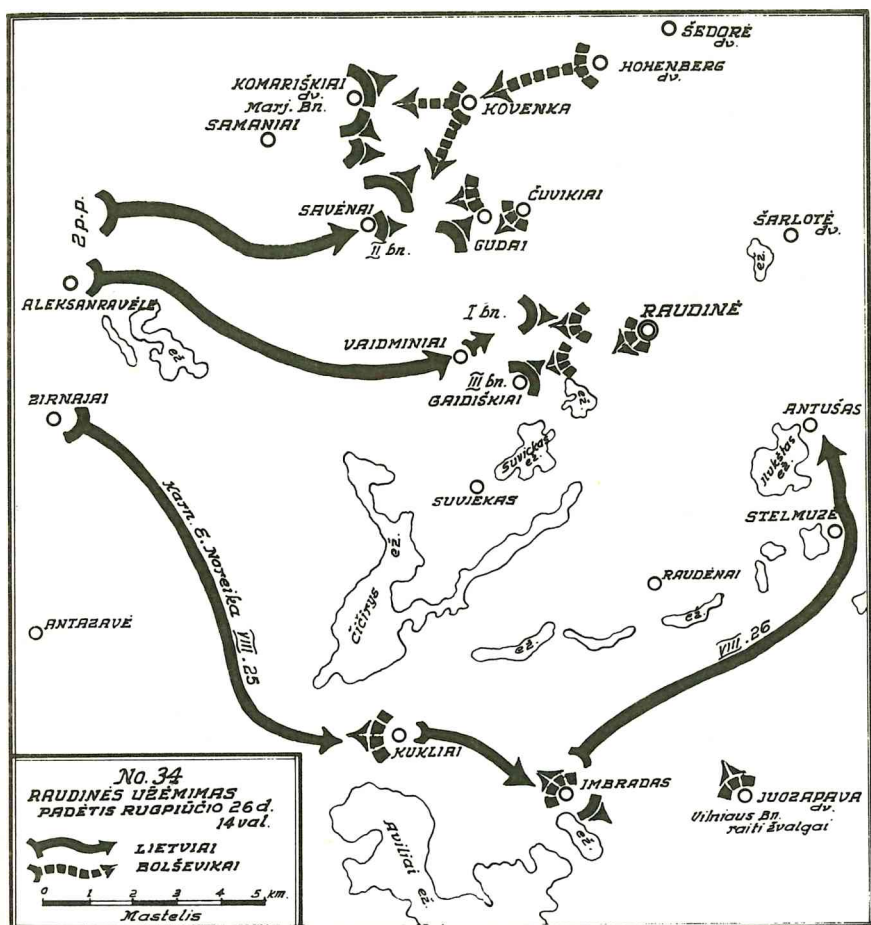 ŠEDORĖ
dv.
HOHENBERG
dv.
KOMARIŠKIAI
dv.
Marj. Bn.
KOVENKA
SAMANIAI
2 p.p.
SAVĖNAI
II bn.
ČUVIKIAI
GUDAI
ŠARLOTĖ
dv.
ež.
ALEKSANRAVĖLĖ
ež.
I bn.
RAUDINĖ
VAIDMINIAI
III bn.
GAIDIŠKIAI
ež.
ZIRNAJAI
ANTUŠAS
Suvickas
ež.
Ilukštas
ež.
SUVIEKAS
STELMUŽĖ
Karn. E. Noreika VIII.25
ež.
Čičirys
RAUDĖNAI
ANTAZAVĖ
ež.
ež.
VIII.26
KUKLIAI
IMBRADAS
JUOZAPAVA
dv.
Vilniaus Bn.
raiti žvalgai
ež.
Aviliai
ež.
No. 34
RAUDINĖS UŽĖMIMAS
PADĖTIS RUGPIŪČIO 26 d.
14 val.
LIETVIAI
BOLŠEVIKAI
0 1 2 3 4 5 km.
Mastelis